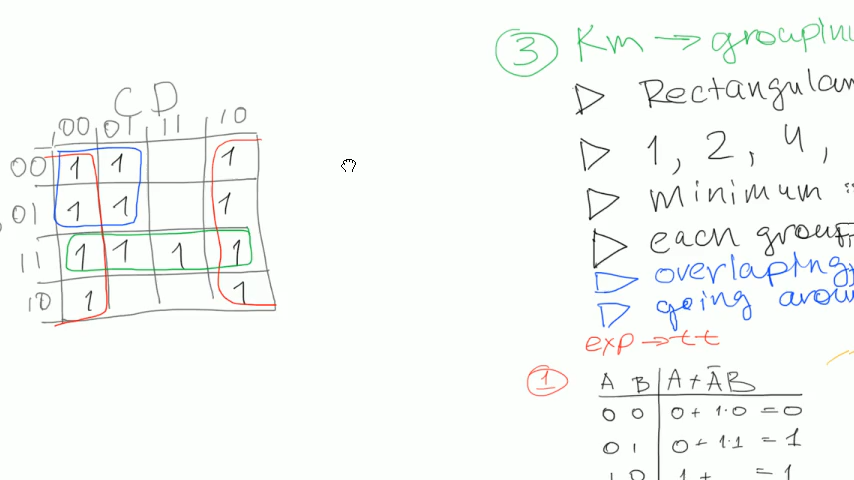 CD
00 01 11 10
00 1 1 1
01 1 1 1
11 1 1 1 1
10 1 1
③ Km → groupin
▷ Rectangular
▷ 1, 2, 4,
▷ minimum
▷ each group
▷ overlaping
▷ going arou
exp → tt
① A B | A + ĀB
0 0 | 0 + 1·0 = 0
0 1 | 0 + 1·1 = 1
1 0 | 1 + = 1